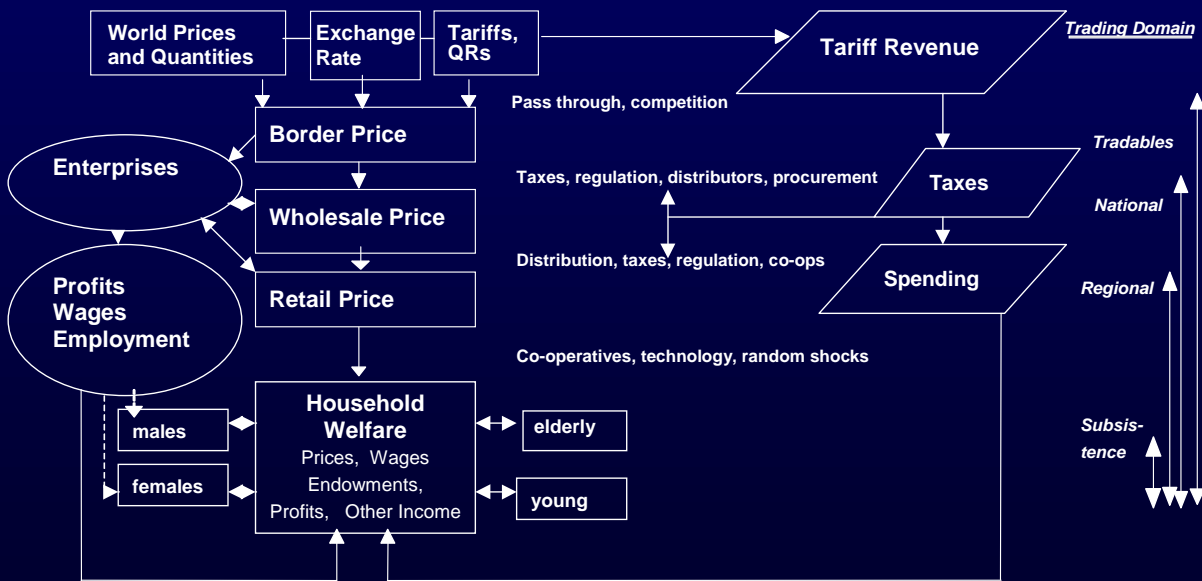 World Prices
and Quantities
Exchange
Rate
Tariffs,
QRs
Tariff Revenue
Trading Domain
Pass through, competition
Border Price
Tradables
Enterprises
Taxes, regulation, distributors, procurement
Taxes
Wholesale Price
National
Distribution, taxes, regulation, co-ops
Spending
Regional
Profits
Wages
Employment
Retail Price
Co-operatives, technology, random shocks
Household
Welfare
Prices, Wages
Endowments,
Profits, Other Income
males
females
elderly
young
Subsis-
tence